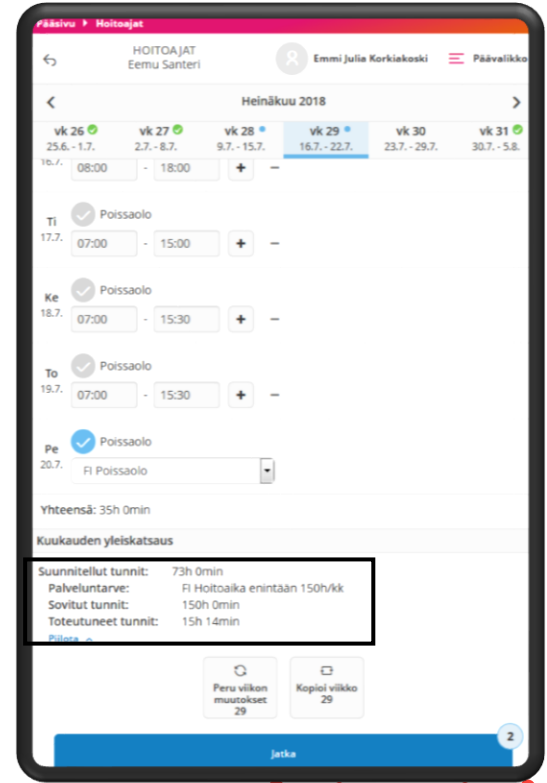 Pääsivu Hoitoajat
HOITOAJAT
Eemu Santeri
Emmi Julia Korkiakoski
Päävalikko
Heinäkuu 2018
vk 26 vk 27 vk 28 vk 29 vk 30 vk 31
25.6. - 1.7. 2.7. - 8.7. 9.7. - 15.7. 16.7. - 22.7. 23.7. - 29.7. 30.7. - 5.8.
16.7. 08:00 - 18:00 + −
Poissaolo
Ti
17.7. 07:00 - 15:00 + −
Poissaolo
Ke
18.7. 07:00 - 15:30 + −
Poissaolo
To
19.7. 07:00 - 15:30 + −
Poissaolo
Pe
20.7. FI Poissaolo
Yhteensä: 35h 0min
Kuukauden yleiskatsaus
Suunnitellut tunnit: 73h 0min
Palveluntarve: FI Hoitoaika enintään 150h/kk
Sovitut tunnit: 150h 0min
Toteutuneet tunnit: 15h 14min
Piilota
Peru viikon muutokset 29
Kopioi viikko 29
2
Jatka